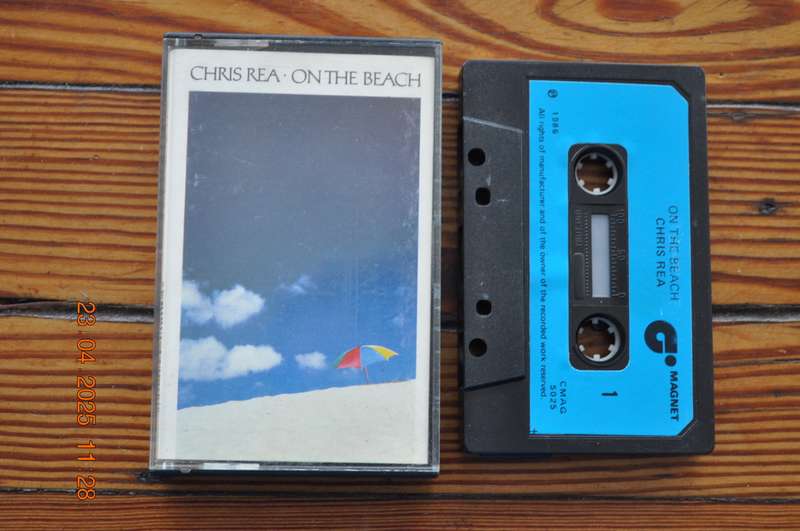 CHRIS REA · ON THE BEACH
ON THE BEACH
CHRIS REA
MAGNET
1
CMAG
5025
℗ 1986
All rights of manufacturer and of the owner of the recorded work reserved.
23.04.2025 11:28